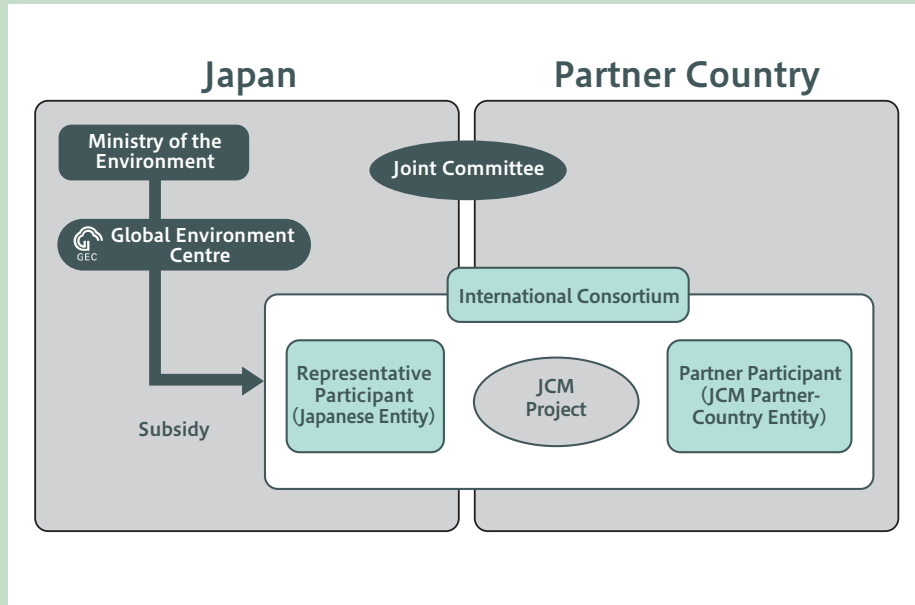 Japan
Partner Country
Ministry of the
Environment
Joint Committee
GEC
Global Environment
Centre
International Consortium
Representative
Participant
(Japanese Entity)
JCM
Project
Partner Participant
(JCM Partner-
Country Entity)
Subsidy